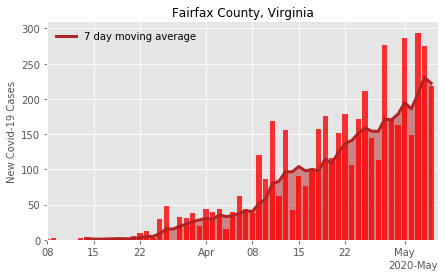 Fairfax County, Virginia
7 day moving average
New Covid-19 Cases
300
250
200
150
100
50
0
08 15 22 Apr 08 15 22 May
2020-May